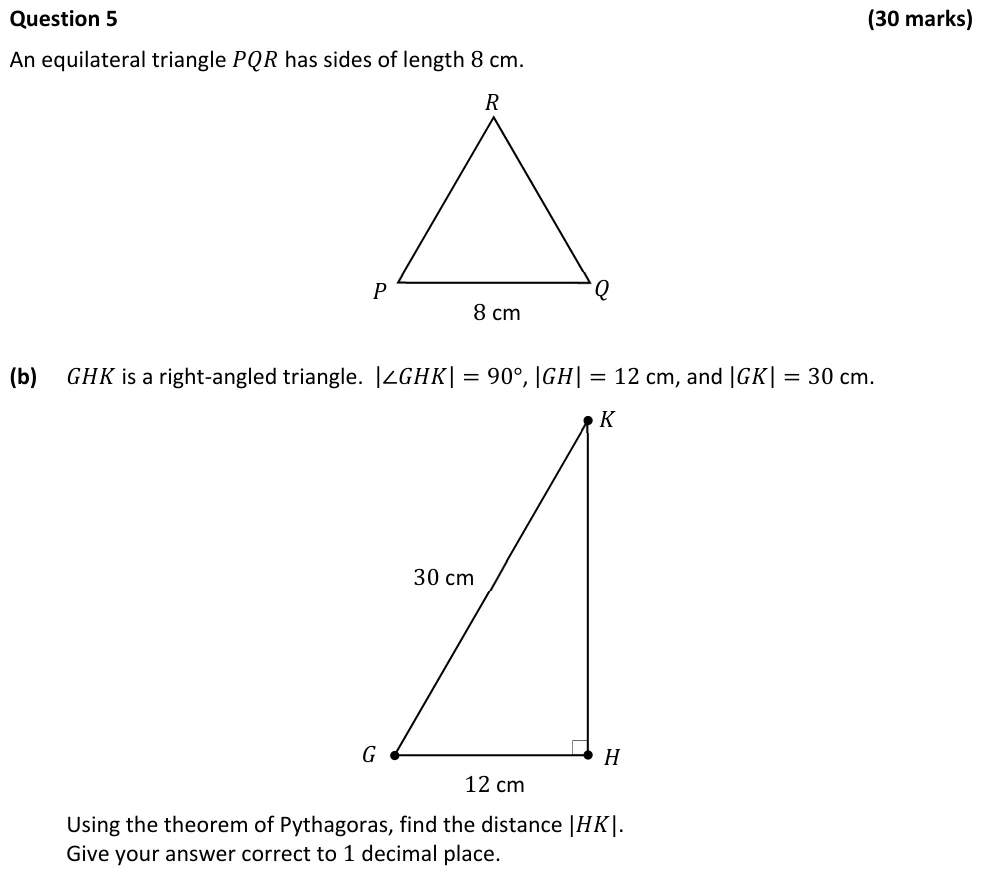 Question 5 (30 marks)
An equilateral triangle PQR has sides of length 8 cm.
R
P
Q
8 cm
(b) GHK is a right-angled triangle. |∠GHK| = 90°, |GH| = 12 cm, and |GK| = 30 cm.
K
30 cm
G
H
12 cm
Using the theorem of Pythagoras, find the distance |HK|.
Give your answer correct to 1 decimal place.